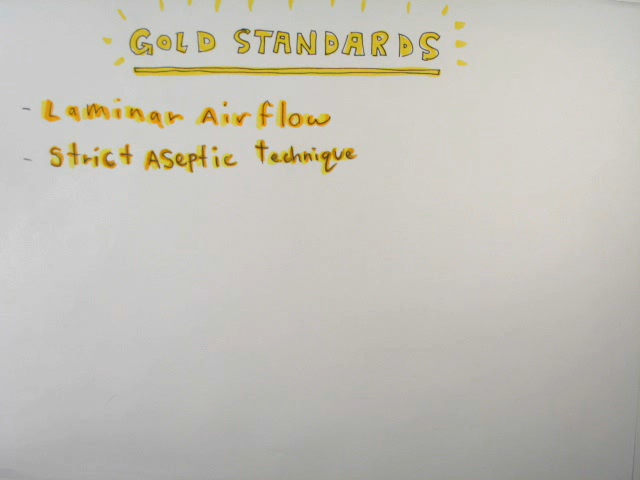 GOLD STANDARDS
- Laminar Airflow
- Strict Aseptic Technique